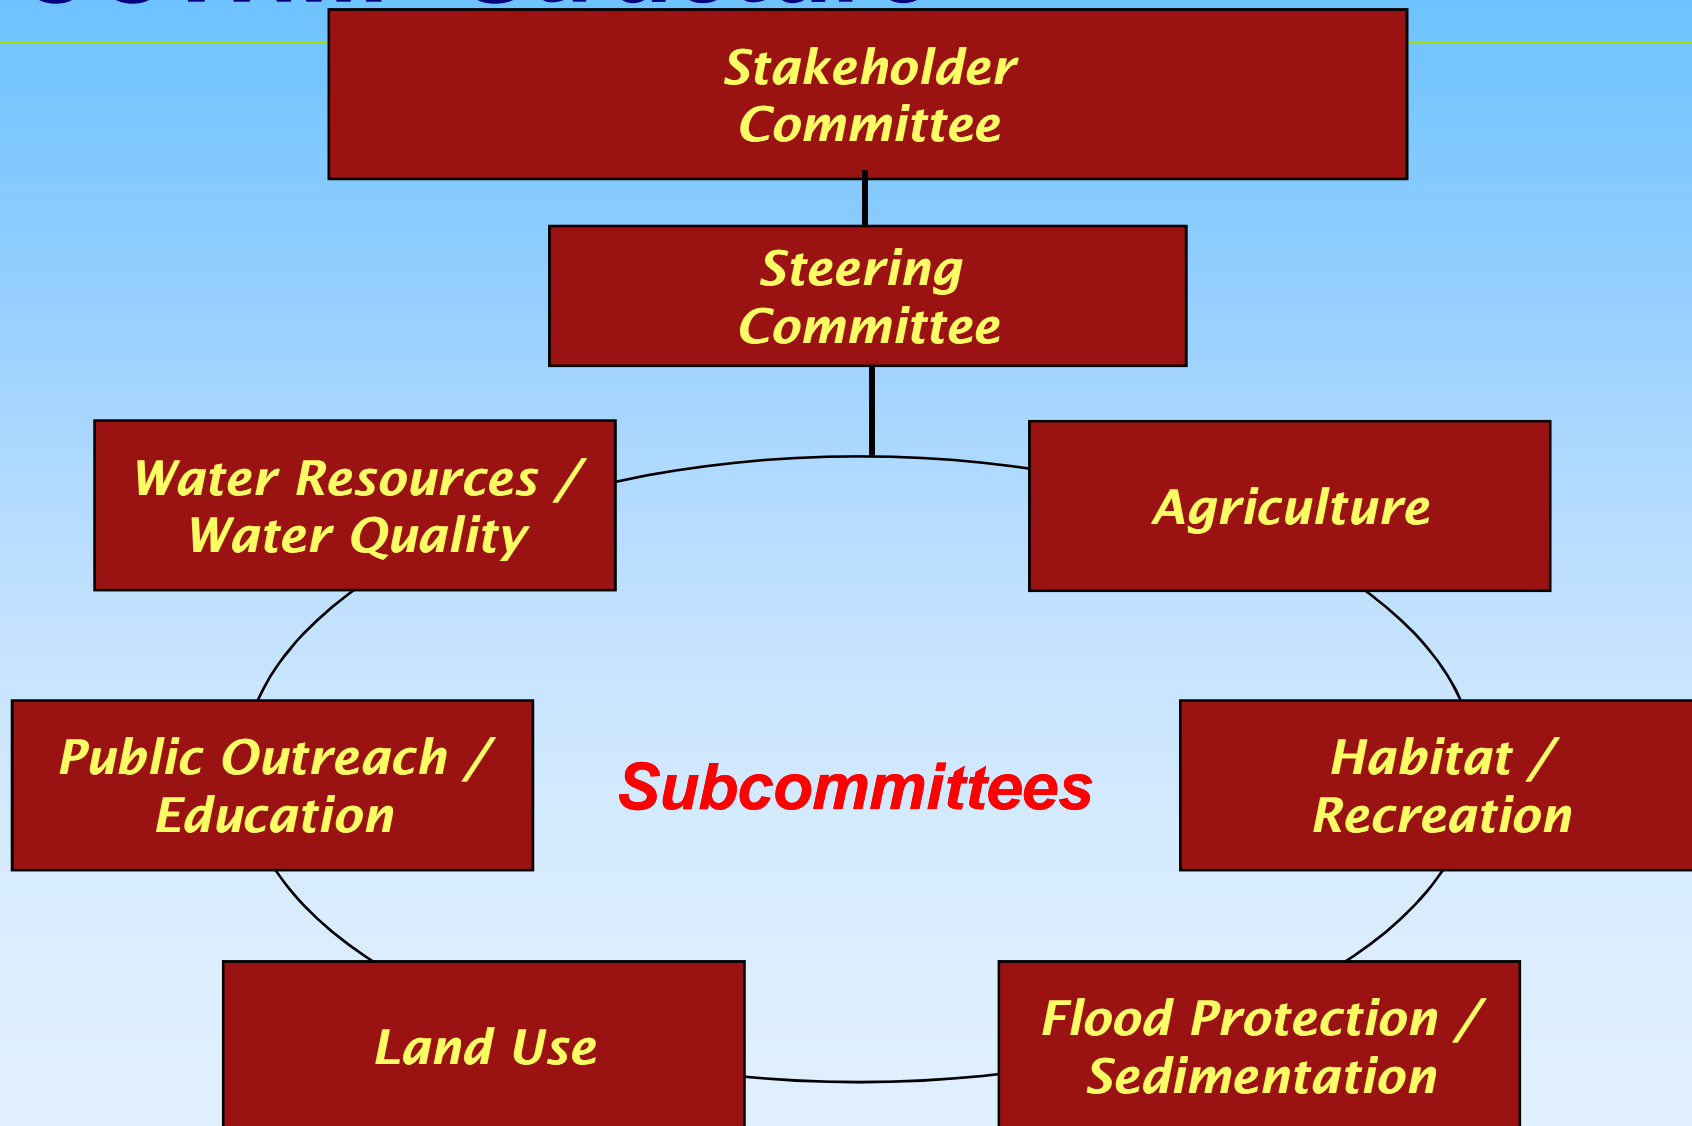 Structure
Stakeholder
Committee
Steering
Committee
Water Resources /
Water Quality
Agriculture
Public Outreach /
Education
Subcommittees
Habitat /
Recreation
Land Use
Flood Protection /
Sedimentation